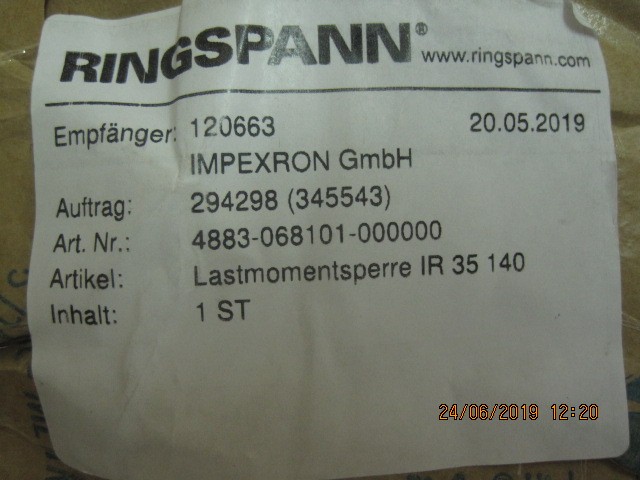 RINGSPANN® www.ringspann.com
Empfänger: 120663 20.05.2019
IMPEXRON GmbH
Auftrag: 294298 (345543)
Art. Nr.: 4883-068101-000000
Artikel: Lastmomentsperre IR 35 140
Inhalt: 1 ST
24/06/2019 12:20